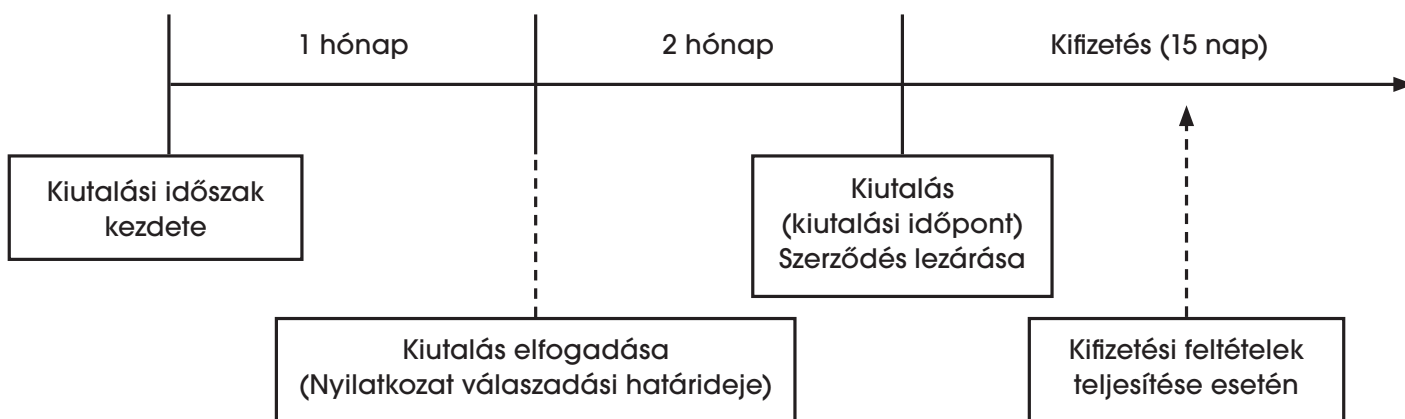 1 hónap
2 hónap
Kifizetés (15 nap)
Kiutalási időszak
kezdete
Kiutalás
(kiutalási időpont)
Szerződés lezárása
Kiutalás elfogadása
(Nyilatkozat válaszadási határideje)
Kifizetési feltételek
teljesítése esetén